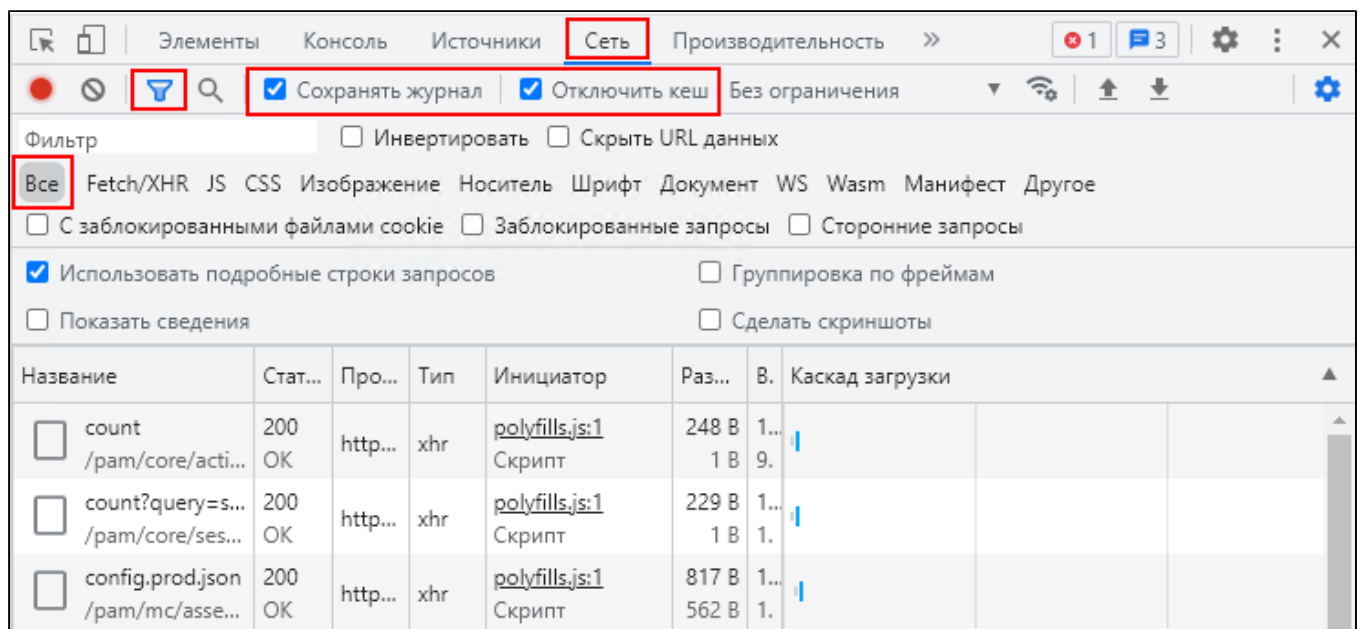 Элементы Консоль Источники Сеть Производительность » 1 3
Сохранять журнал Отключить кеш Без ограничения
Фильтр Инвертировать Скрыть URL данных
Все Fetch/XHR JS CSS Изображение Носитель Шрифт Документ WS Wasm Манифест Другое
С заблокированными файлами cookie Заблокированные запросы Сторонние запросы
Использовать подробные строки запросов Группировка по фреймам
Показать сведения Сделать скриншоты
Название Стат... Про... Тип Инициатор Раз... В. Каскад загрузки
count 200 http... xhr polyfills.js:1 248 B 1...
/pam/core/acti... OK Скрипт 1 B 9.
count?query=s... 200 http... xhr polyfills.js:1 229 B 1...
/pam/core/ses... OK Скрипт 1 B 1.
config.prod.json 200 http... xhr polyfills.js:1 817 B 1...
/pam/mc/asse... OK Скрипт 562 B 1.